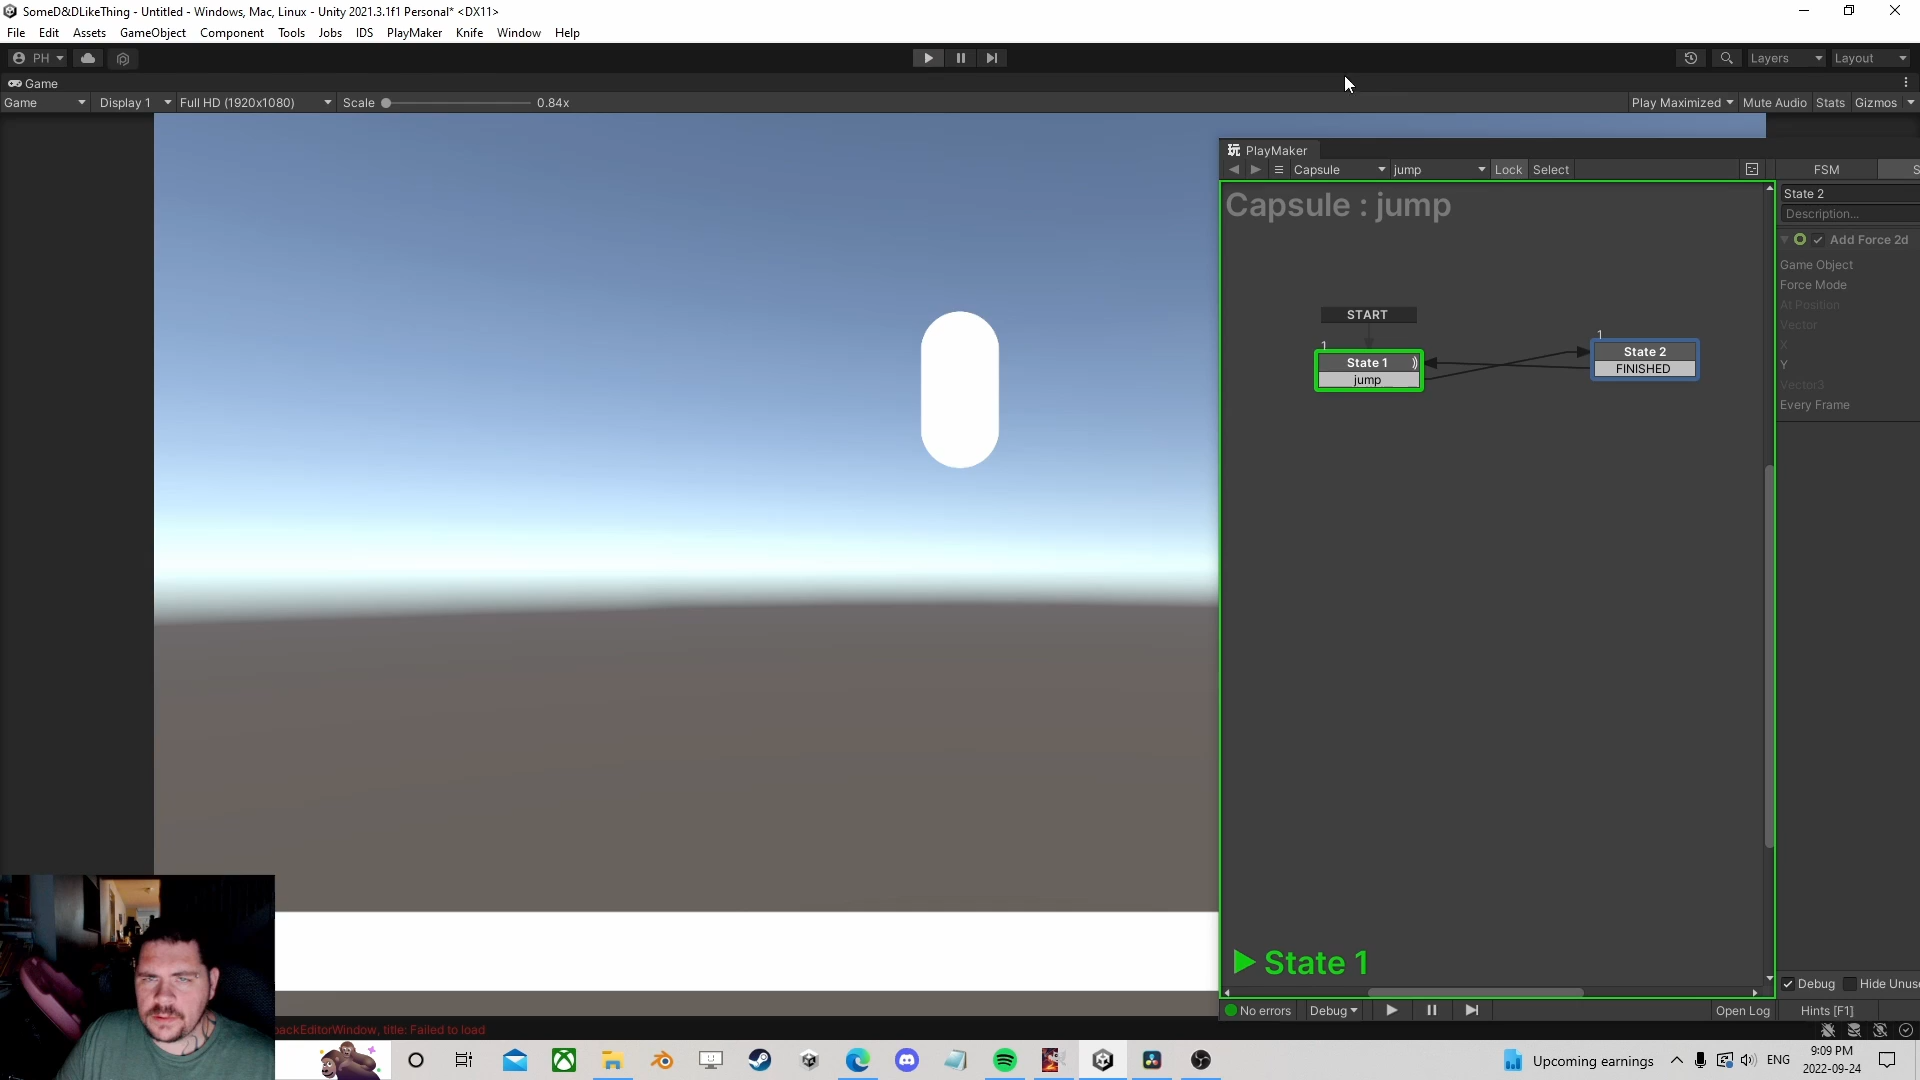 SomeD&DLikeThing - Untitled - Windows, Mac, Linux - Unity 2021.3.1f1 Personal* <DX11>
File Edit Assets GameObject Component Tools Jobs IDS PlayMaker Knife Window Help
PH Layers Layout
Game
Game Display 1 Full HD (1920x1080) Scale 0.84x Play Maximized Mute Audio Stats Gizmos
PlayMaker
Capsule jump Lock Select FSM
Capsule : jump
State 2
Description...
Add Force 2d
Game Object
Force Mode
At Position
Vector
X
Y
Vector3
Every Frame
START
1
State 1
jump
1
State 2
FINISHED
State 1
Debug Hide Unus
No errors Debug Open Log Hints [F1]
ackEditorWindow, title: Failed to load
Upcoming earnings ENG 9:09 PM
2022-09-24